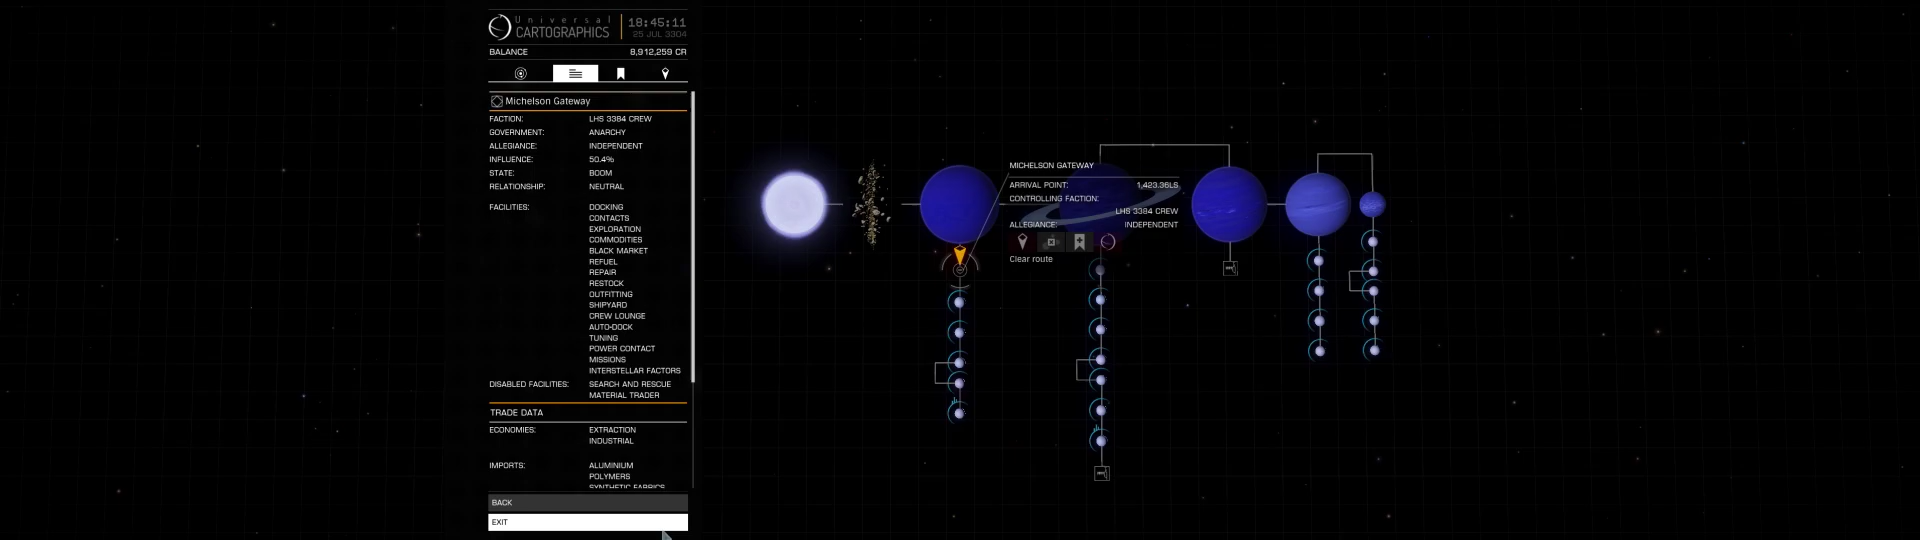 Universal
CARTOGRAPHICS
18:45:11
25 JUL 3304
BALANCE 8,912,259 CR
Michelson Gateway
FACTION: LHS 3384 CREW
GOVERNMENT: ANARCHY
ALLEGIANCE: INDEPENDENT
INFLUENCE: 50.4%
STATE: BOOM
RELATIONSHIP: NEUTRAL
FACILITIES: DOCKING
CONTACTS
EXPLORATION
COMMODITIES
BLACK MARKET
REFUEL
REPAIR
RESTOCK
OUTFITTING
SHIPYARD
CREW LOUNGE
AUTO-DOCK
TUNING
POWER CONTACT
MISSIONS
INTERSTELLAR FACTORS
DISABLED FACILITIES: SEARCH AND RESCUE
MATERIAL TRADER
TRADE DATA
ECONOMIES: EXTRACTION
INDUSTRIAL
IMPORTS: ALUMINIUM
POLYMERS
SYNTHETIC FABRICS
BACK
EXIT
MICHELSON GATEWAY
ARRIVAL POINT: 1,423.36LS
CONTROLLING FACTION:
LHS 3384 CREW
ALLEGIANCE: INDEPENDENT
Clear route